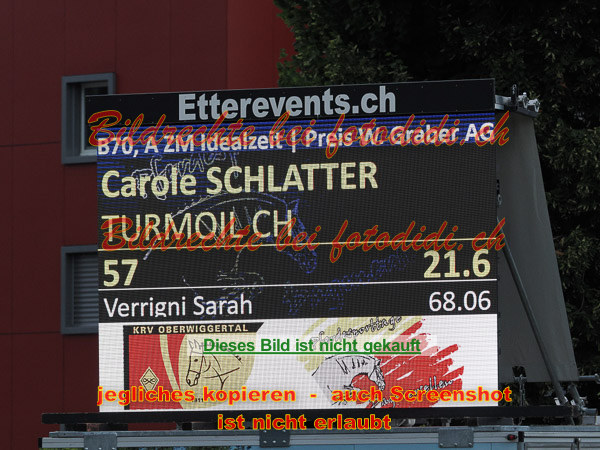 Etterevents.ch
Bildrechte bei fotodidi.ch
B70, A ZM Idealzeit | Preis W. Graber AG
Carole SCHLATTER
TURMOIL CH
Bildrechte bei fotodidi.ch
57 21.6
Verrigni Sarah 68.06
KRV OBERWIGGERTAL
Dieses Bild ist nicht gekauft
jegliches kopieren - auch Screenshot
ist nicht erlaubt